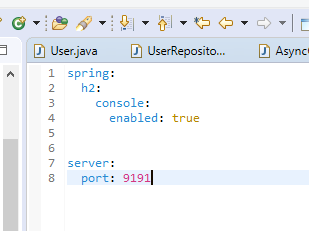 User.java
UserReposito...
Async
1 spring:
2   h2:
3     console:
4       enabled: true
5
6
7 server:
8   port: 9191